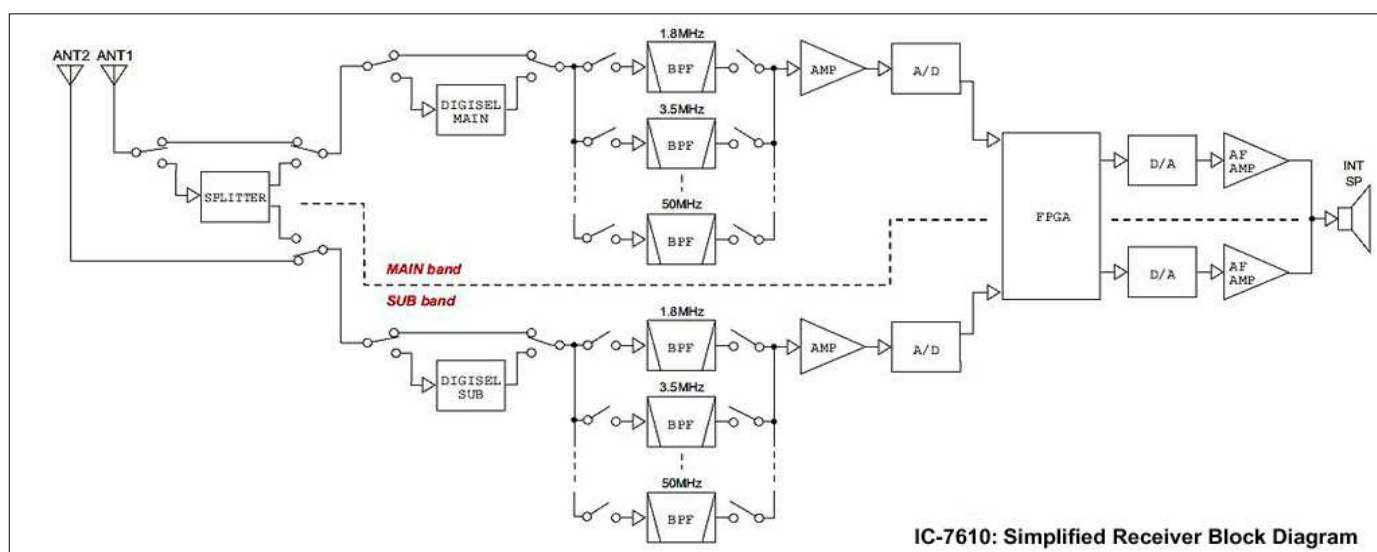 ANT2 ANT1
SPLITTER
DIGISEL
MAIN
1.8MHz
BPF
3.5MHz
BPF
50MHz
BPF
AMP
A/D
MAIN band
SUB band
DIGISEL
SUB
1.8MHz
BPF
3.5MHz
BPF
50MHz
BPF
AMP
A/D
FPGA
D/A
AF
AMP
D/A
AF
AMP
INT
SP
IC-7610: Simplified Receiver Block Diagram